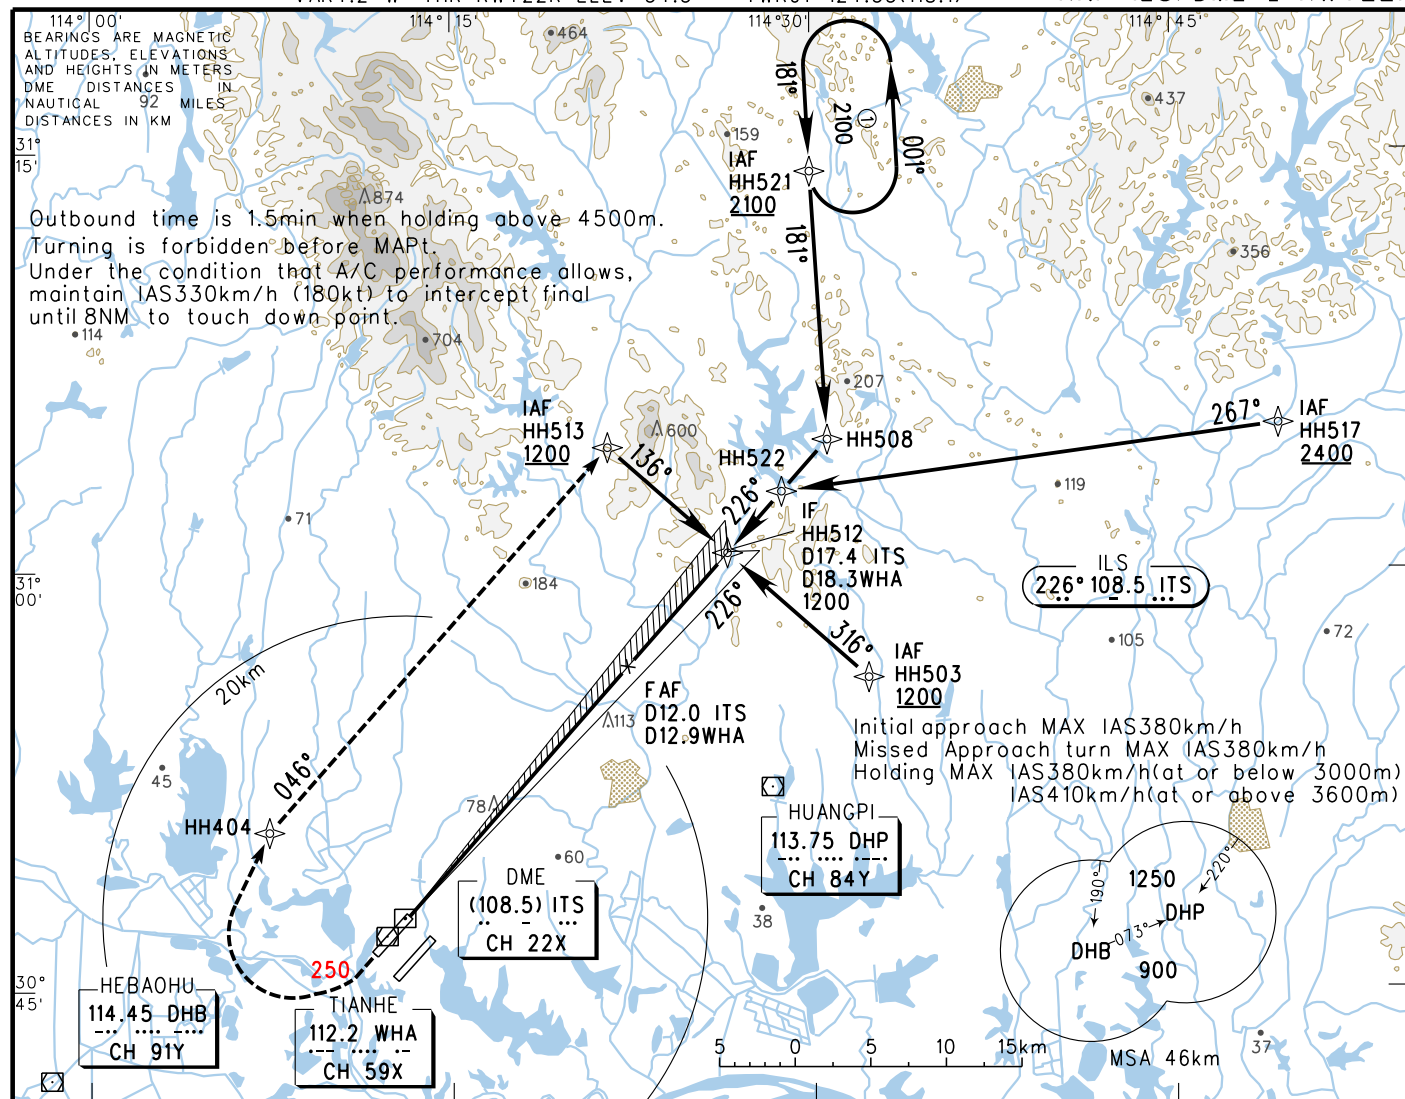 114° 00'
114° 15'
114° 30'
114° 45'
BEARINGS ARE MAGNETIC
ALTITUDES, ELEVATIONS
AND HEIGHTS IN METERS
DME DISTANCES IN
NAUTICAL MILES
92
DISTANCES IN KM
464
437
159
181°
2100
①
001°
31°
15'
IAF
HH521
2100
874
Outbound time is 1.5min when holding above 4500m.
Turning is forbidden before MAPt.
Under the condition that A/C performance allows,
maintain IAS330km/h (180kt) to intercept final
until 8NM to touch down point.
181°
356
114
704
207
IAF
HH513
1200
600
136°
HH508
267°
IAF
HH517
2400
HH522
226°
119
71
IF
HH512
D17.4 ITS
D18.3WHA
1200
ILS
226° 108.5 ITS
31°
00'
184
226°
316°
IAF
HH503
1200
105
72
20km
FAF
D12.0 ITS
D12.9WHA
113
Initial approach MAX IAS380km/h
Missed Approach turn MAX IAS380km/h
Holding MAX IAS380km/h(at or below 3000m)
IAS410km/h(at or above 3600m)
45
046°
78
HH404
HUANGPI
113.75 DHP
CH 84Y
60
DME
(108.5) ITS
CH 22X
38
1250
190°
220°
DHP
073°
DHB
900
250
30°
45'
HEBAOHU
114.45 DHB
CH 91Y
TIANHE
112.2 WHA
CH 59X
5 0 5 10 15km
MSA 46km
37